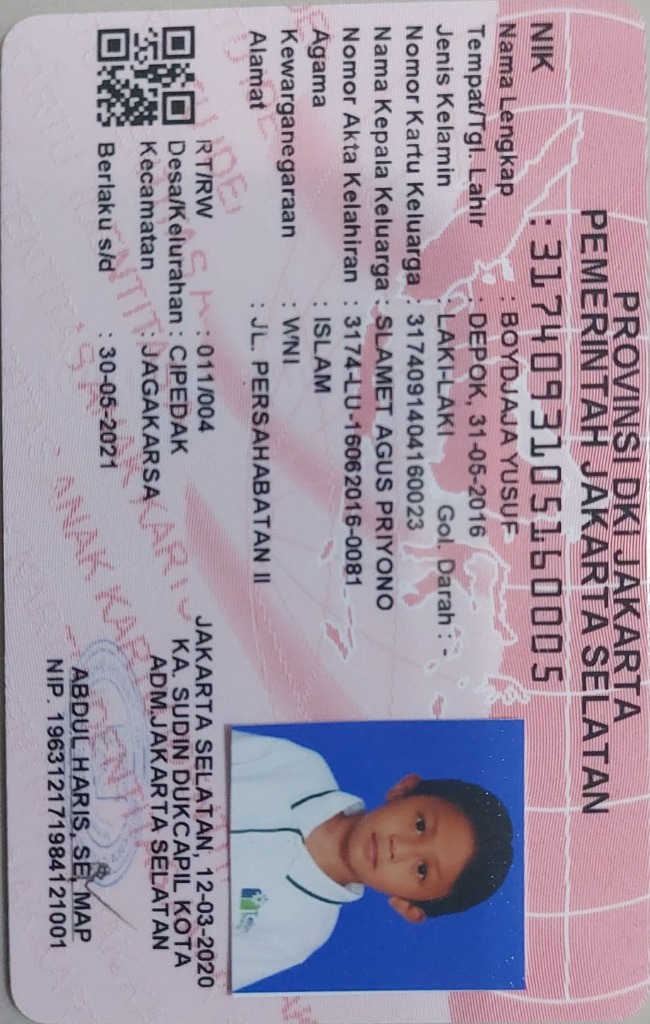 PROVINSI DKI JAKARTA
PEMERINTAH JAKARTA SELATAN
NIK : 3174093105160005
Nama Lengkap : BOYDJAJA YUSUF
Tempat/Tgl. Lahir : DEPOK, 31-05-2016
Jenis Kelamin : LAKI-LAKI Gol. Darah : -
Nomor Kartu Keluarga : 3174091404160023
Nama Kepala Keluarga : SLAMET AGUS PRIYONO
Nomor Akta Kelahiran : 3174-LU-16062016-0081
Agama : ISLAM
Kewarganegaraan : WNI
Alamat : JL. PERSAHABATAN II
RT/RW : 011/004
Desa/Kelurahan : CIPEDAK
Kecamatan : JAGAKARSA
Berlaku s/d : 30-05-2021
JAKARTA SELATAN, 12-03-2020
KA. SUDIN DUKCAPIL KOTA
ADM.JAKARTA SELATAN
ABDUL HARIS, SE, MAP
NIP. 196312171984121001